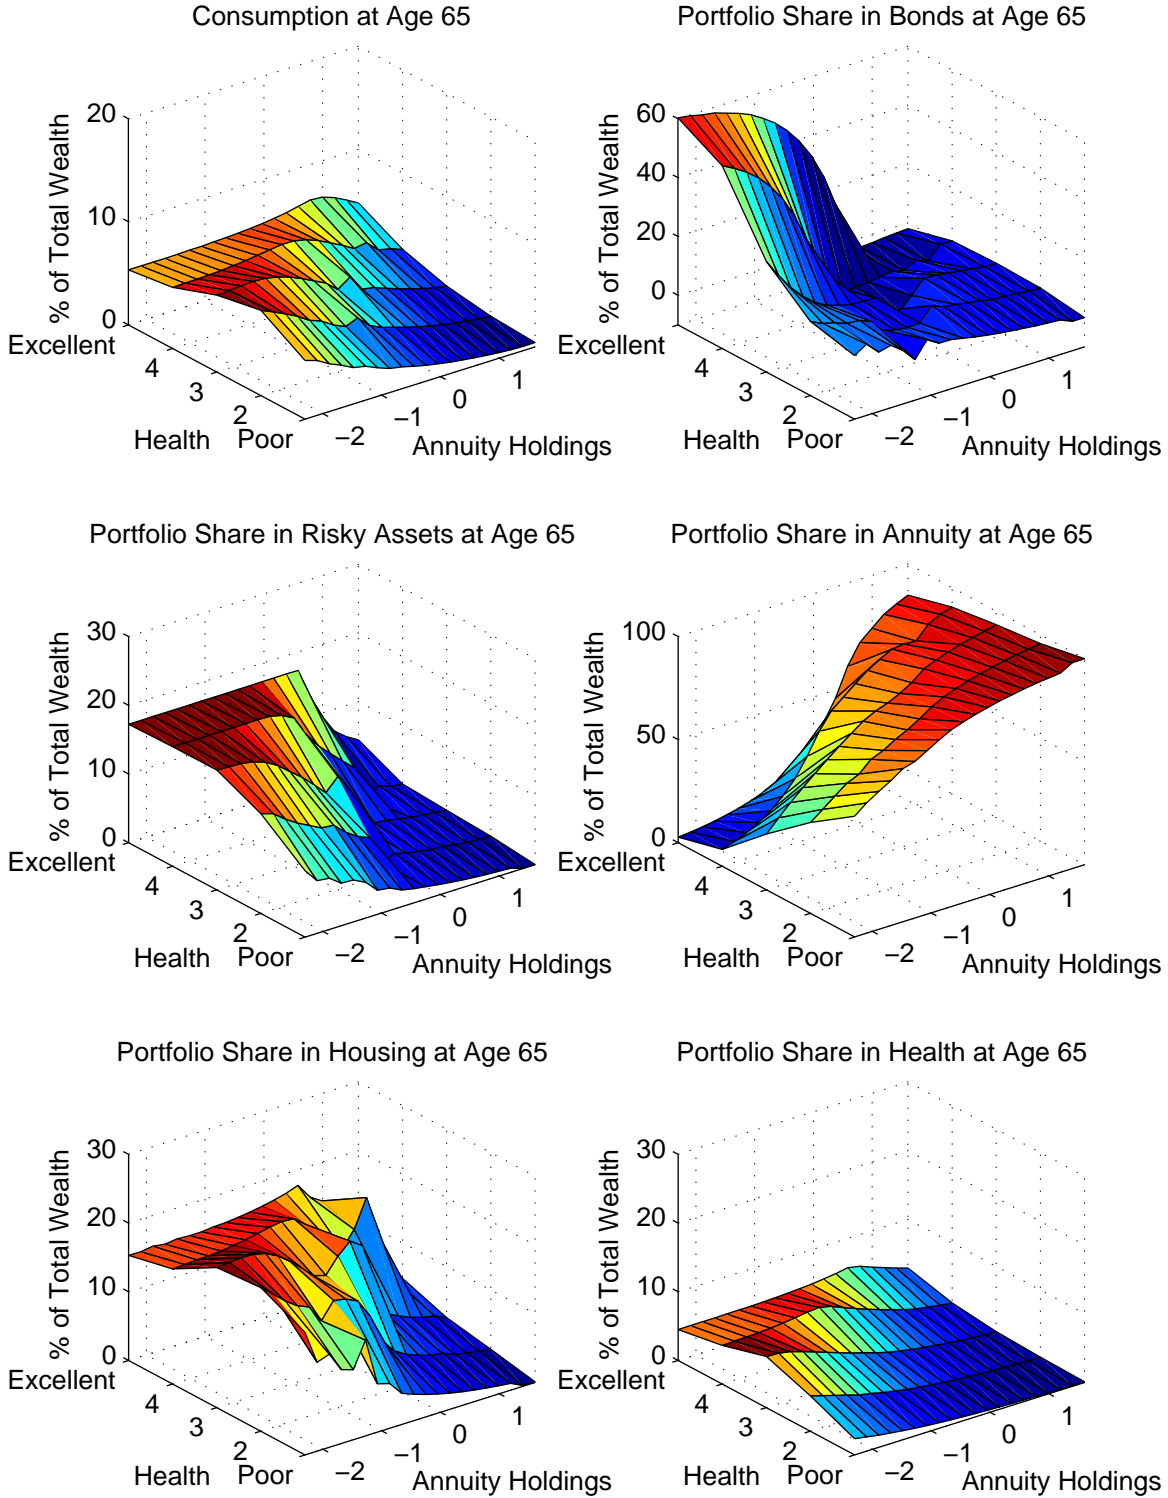 Consumption at Age 65
% of Total Wealth
20
10
0
Excellent
4
3
2
Poor
Health
−2
−1
0
1
Annuity Holdings
Portfolio Share in Bonds at Age 65
% of Total Wealth
60
40
20
0
Excellent
4
3
2
Poor
Health
−2
−1
0
1
Annuity Holdings
Portfolio Share in Risky Assets at Age 65
% of Total Wealth
30
20
10
0
Excellent
4
3
2
Poor
Health
−2
−1
0
1
Annuity Holdings
Portfolio Share in Annuity at Age 65
% of Total Wealth
100
50
0
Excellent
4
3
2
Poor
Health
−2
−1
0
1
Annuity Holdings
Portfolio Share in Housing at Age 65
% of Total Wealth
30
20
10
0
Excellent
4
3
2
Poor
Health
−2
−1
0
1
Annuity Holdings
Portfolio Share in Health at Age 65
% of Total Wealth
30
20
10
0
Excellent
4
3
2
Poor
Health
−2
−1
0
1
Annuity Holdings